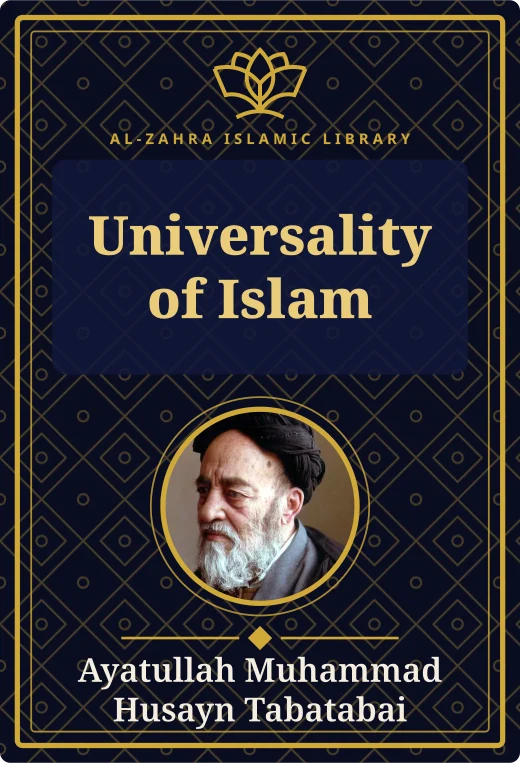 AL-ZAHRA ISLAMIC LIBRARY
Universality
of Islam
Ayatullah Muhammad
Husayn Tabatabai